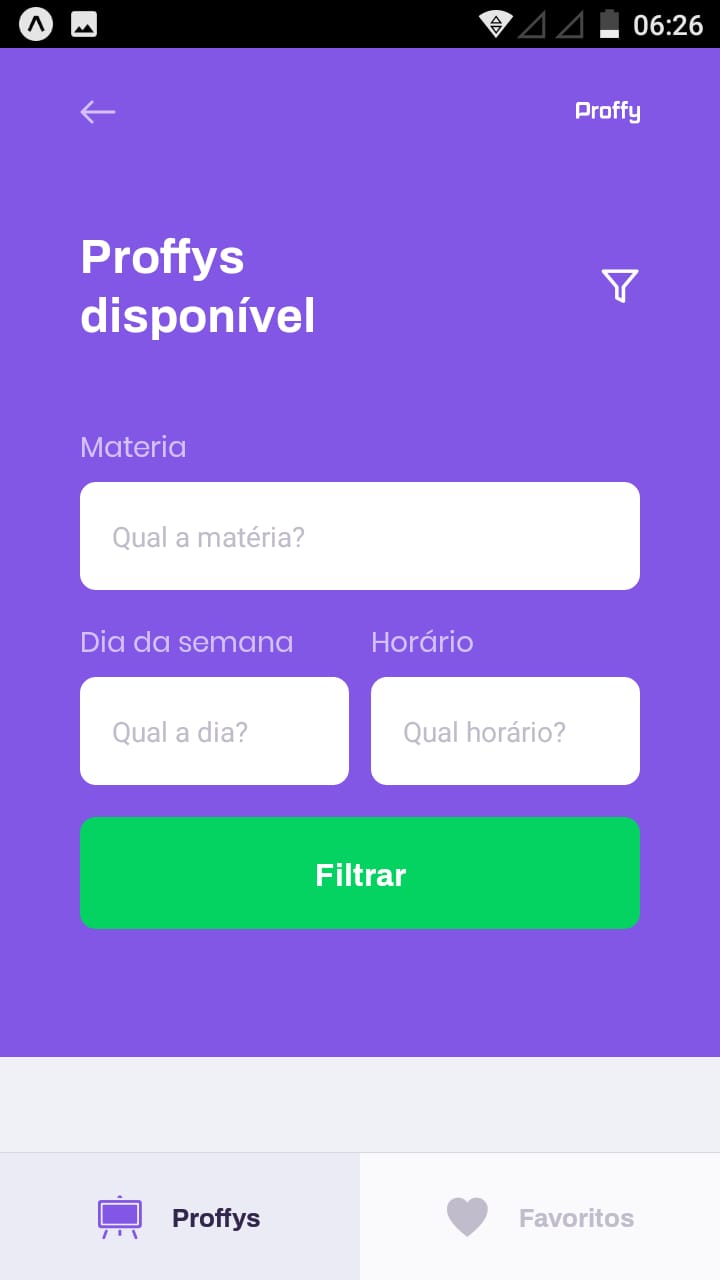 06:26
Proffy
Proffys
disponível
Materia
Qual a matéria?
Dia da semana
Horário
Qual a dia?
Qual horário?
Filtrar
Proffys
Favoritos